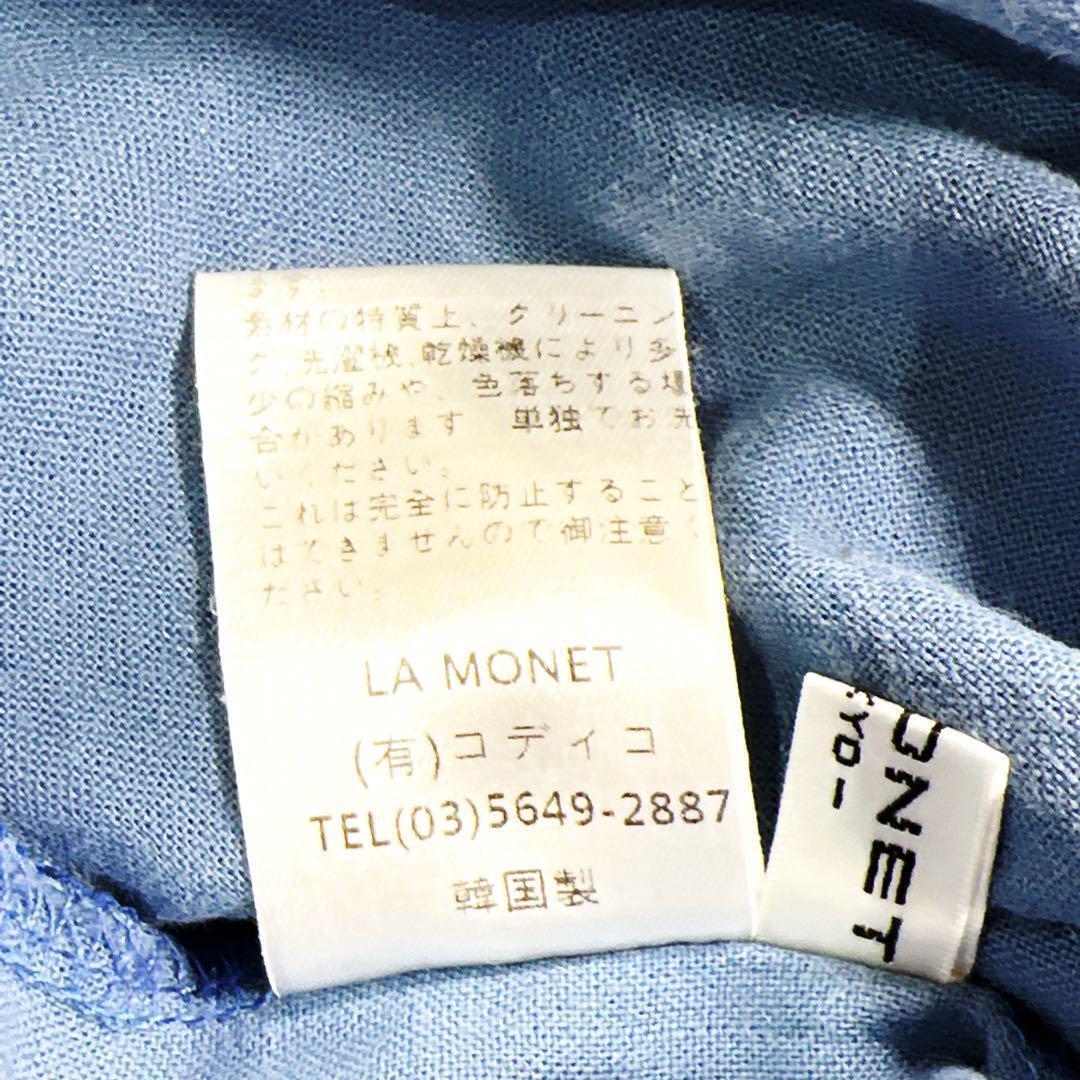 ます。
素材の特質上、クリーニン
グ、洗濯機、乾燥機により多
少の縮みや、色落ちする場
合があります 単独でお洗
いください。
これは完全に防止すること
はできませんので御注意く
ださい。
LA MONET
(有)コディコ
TEL(03)5649-2887
韓国製
ONET
KYO-